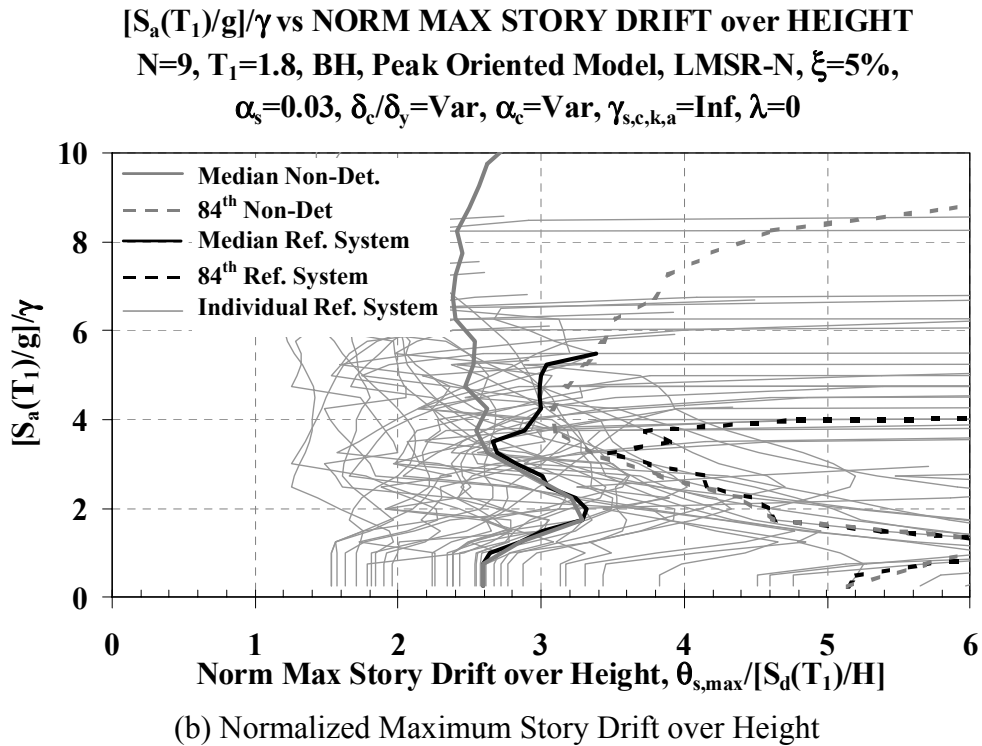 [Sa(T1)/g]/γ vs NORM MAX STORY DRIFT over HEIGHT
N=9, T1=1.8, BH, Peak Oriented Model, LMSR-N, ξ=5%,
αs=0.03, δc/δy=Var, αc=Var, γs,c,k,a=Inf, λ=0
10
8
6
4
2
0
[Sa(T1)/g]/γ
Median Non-Det.
84th Non-Det
Median Ref. System
84th Ref. System
Individual Ref. System
0 1 2 3 4 5 6
Norm Max Story Drift over Height, θs,max/[Sd(T1)/H]
(b) Normalized Maximum Story Drift over Height